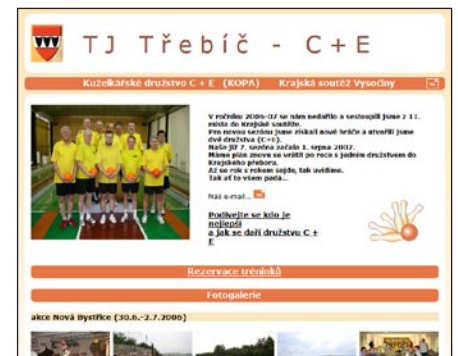 TJ Třebíč - C+E
Kuželkářské družstvo C + E (KOPA) Krajská soutěž Vysočiny
V ročníku 2006-07 se nám nedařilo a sestoupili jsme z 11.
místa do Krajské soutěže.
Pro novou sezónu jsme získali nové hráče a utvořili jsme
dvě družstva (C+E).
Naše již 7. sezóna začala 1. srpna 2007.
Máme plán znovu se vrátit po roce s jedním družstvem do
Krajského přeboru.
Až se rok s rokem sejde, tak uvidíme.
Tak ať to všem padá...
Náš e-mail...
Podívejte se kdo je
nejlepší
a jak se daří družstvu C +
E
Rezervace tréninků
Fotogalerie
akce Nová Bystřice (30.6.-2.7.2006)